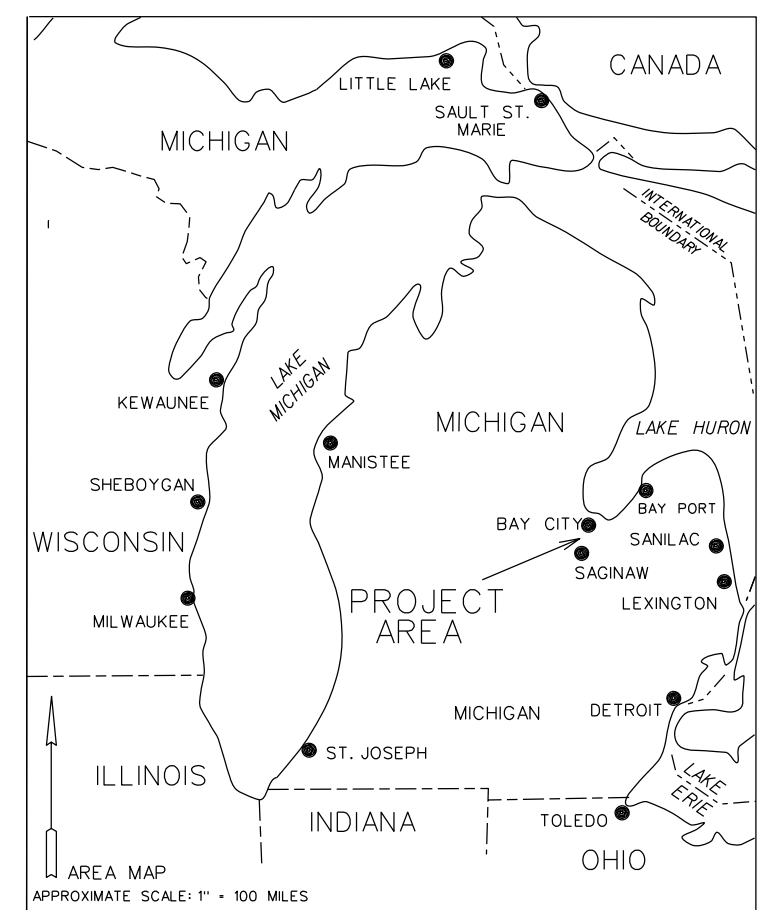 CANADA
LITTLE LAKE
SAULT ST.
MARIE
MICHIGAN
INTERNATIONAL
BOUNDARY
LAKE
MICHIGAN
KEWAUNEE
MICHIGAN
LAKE HURON
MANISTEE
SHEBOYGAN
BAY PORT
BAY CITY
WISCONSIN
SANILAC
SAGINAW
LEXINGTON
PROJECT
AREA
MILWAUKEE
MICHIGAN
DETROIT
ST. JOSEPH
ILLINOIS
LAKE
ERIE
INDIANA
TOLEDO
OHIO
AREA MAP
APPROXIMATE SCALE: 1" = 100 MILES